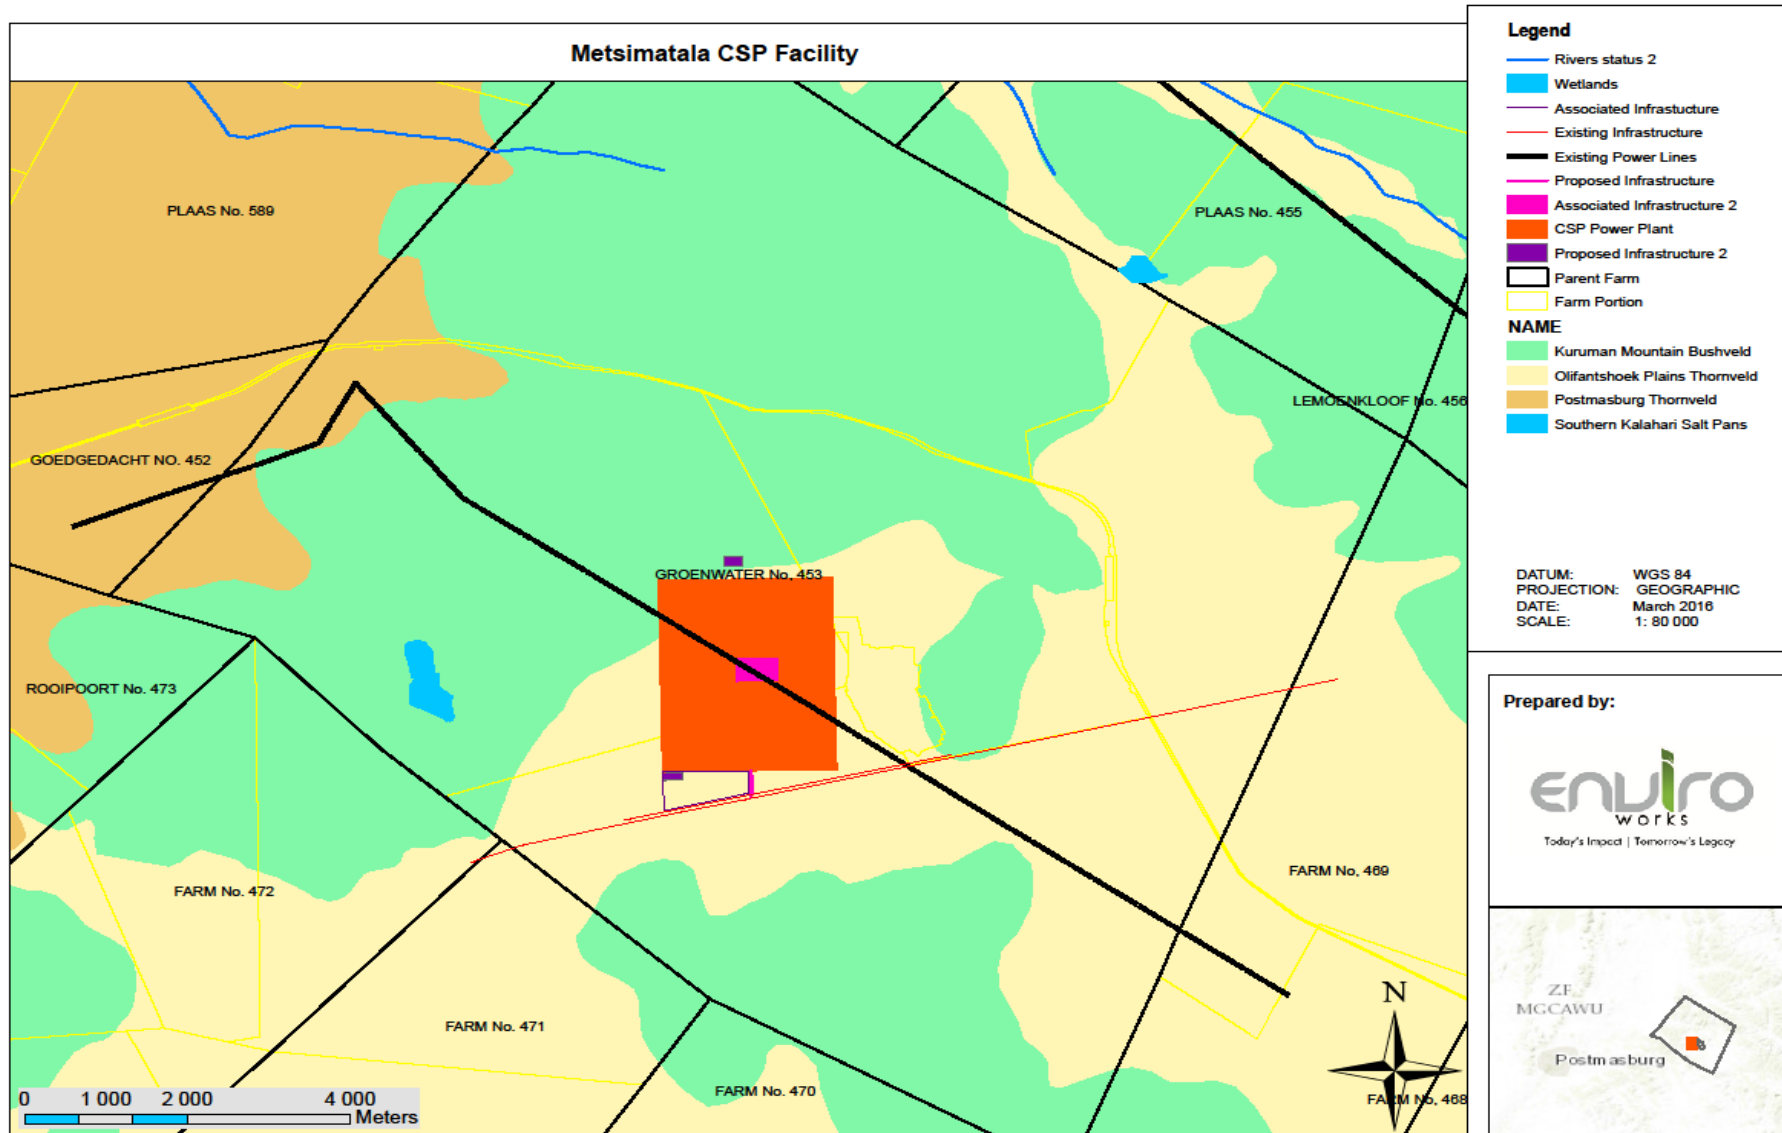 Metsimatala CSP Facility
PLAAS No. 589
PLAAS No. 455
LEMOENKLOOF No. 456
GOEDGEDACHT NO. 452
GROENWATER No, 453
ROOIPOORT No. 473
FARM No. 472
FARM No, 469
FARM No. 471
FARM No. 470
FARM No, 468
N
0 1 000 2 000 4 000
Meters
Legend
Rivers status 2
Wetlands
Associated Infrastucture
Existing Infrastructure
Existing Power Lines
Proposed Infrastructure
Associated Infrastructure 2
CSP Power Plant
Proposed Infrastructure 2
Parent Farm
Farm Portion
NAME
Kuruman Mountain Bushveld
Olifantshoek Plains Thornveld
Postmasburg Thornveld
Southern Kalahari Salt Pans
DATUM: WGS 84
PROJECTION: GEOGRAPHIC
DATE: March 2016
SCALE: 1: 80 000
Prepared by:
enviro
works
Today's Impact | Tomorrow's Legacy
ZF
MGCAWU
Postmasburg